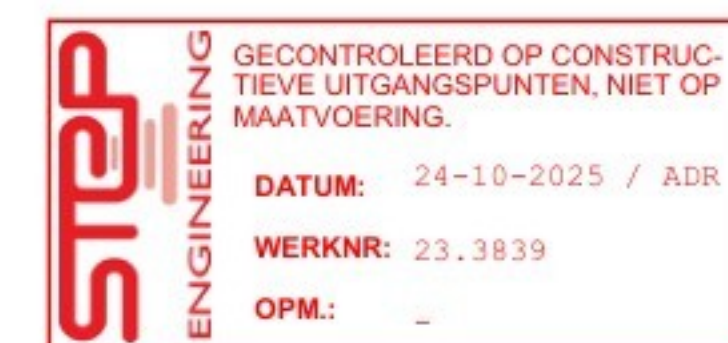 STEP
ENGINEERING
GECONTROLEERD OP CONSTRUC-
TIEVE UITGANGSPUNTEN, NIET OP
MAATVOERING.
DATUM: 24-10-2025 / ADR
WERKNR: 23.3839
OPM.: _